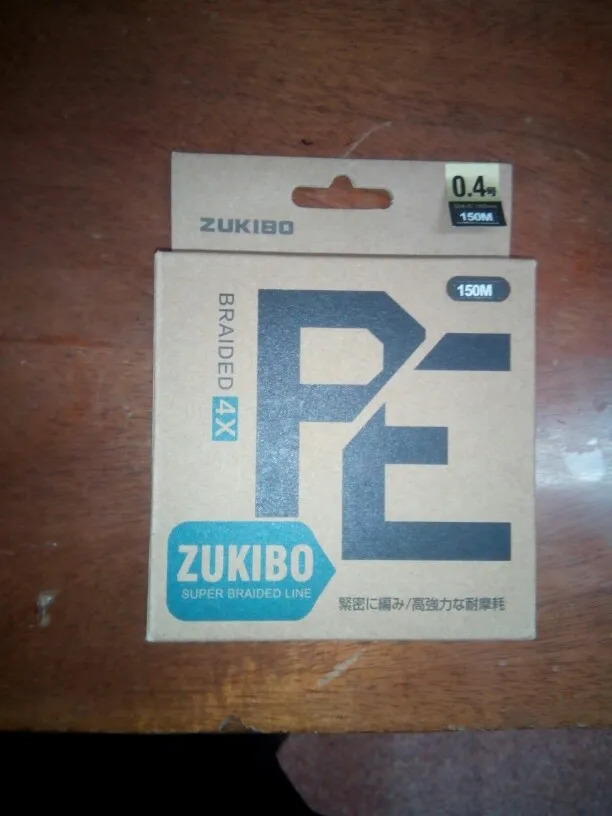 0.4号
150M
ZUKIBO
150M
BRAIDED 4X
PE
ZUKIBO
SUPER BRAIDED LINE
緊密に編み/高強力な耐摩耗